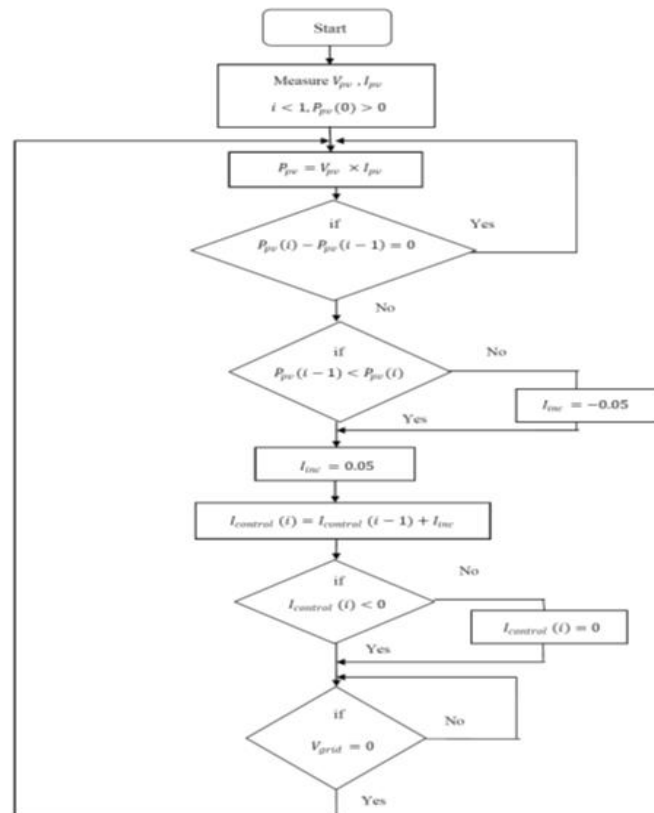 Start
Measure V_pv , I_pv
i < 1, P_pv(0) > 0
P_pv = V_pv × I_pv
if
Yes
P_pv(i) − P_pv(i − 1) = 0
No
if
No
P_pv(i − 1) < P_pv(i)
I_inc = −0.05
Yes
I_inc = 0.05
I_control (i) = I_control (i − 1) + I_inc
No
if
I_control (i) < 0
I_control (i) = 0
Yes
if
No
V_grid = 0
Yes